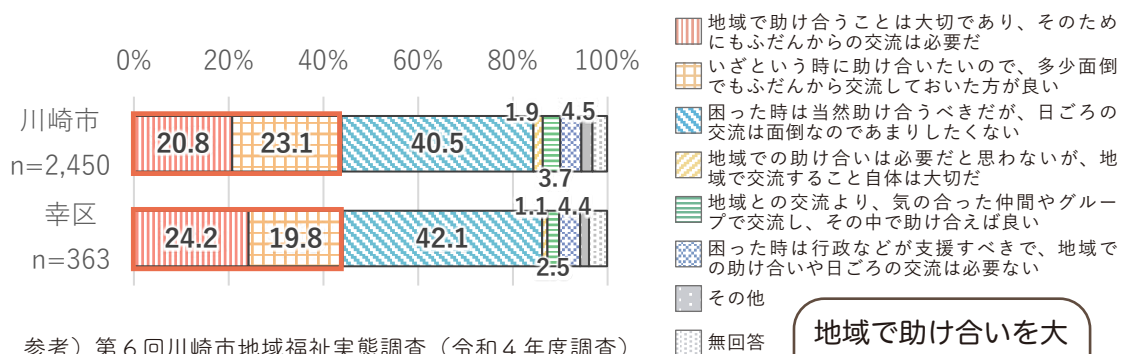 0% 20% 40% 60% 80% 100%
川崎市
n=2,450
20.8 23.1 40.5 1.9 3.7 4.5
幸区
n=363
24.2 19.8 42.1 1.1 2.5 4.4
地域で助け合うことは大切であり、そのため
にもふだんからの交流は必要だ
いざという時に助け合いたいので、多少面倒
でもふだんから交流しておいた方が良い
困った時は当然助け合うべきだが、日ごろの
交流は面倒なのであまりしたくない
地域での助け合いは必要だと思わないが、地
域で交流すること自体は大切だ
地域との交流より、気の合った仲間やグルー
プで交流し、その中で助け合えば良い
困った時は行政などが支援すべきで、地域で
の助け合いや日ごろの交流は必要ない
その他
無回答
地域で助け合いを大
参考）第６回川崎市地域福祉実態調査（令和４年度調査）